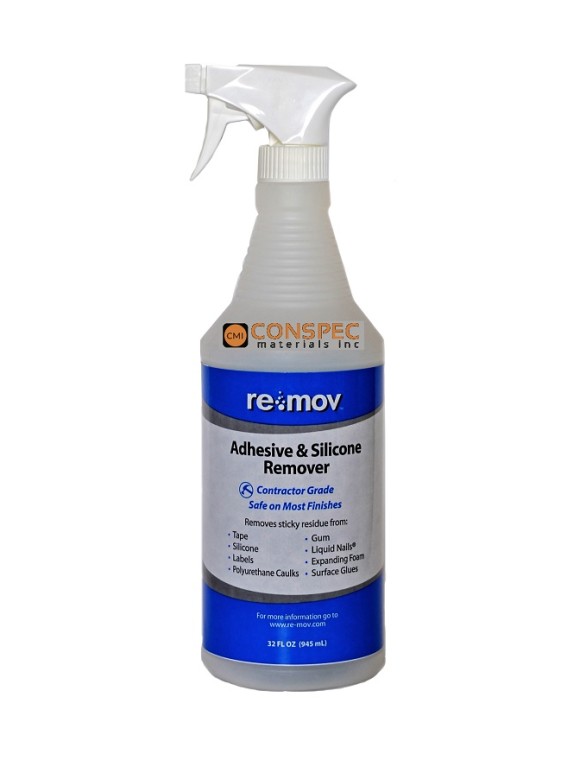 CMI
CONSPEC
materials inc
re mov
Adhesive & Silicone
Remover
Contractor Grade
Safe on Most Finishes
Removes sticky residue from:
• Tape
• Silicone
• Labels
• Polyurethane Caulks
• Gum
• Liquid Nails®
• Expanding Foam
• Surface Glues
For more information go to
www.re-mov.com
32 FL OZ (945 mL)